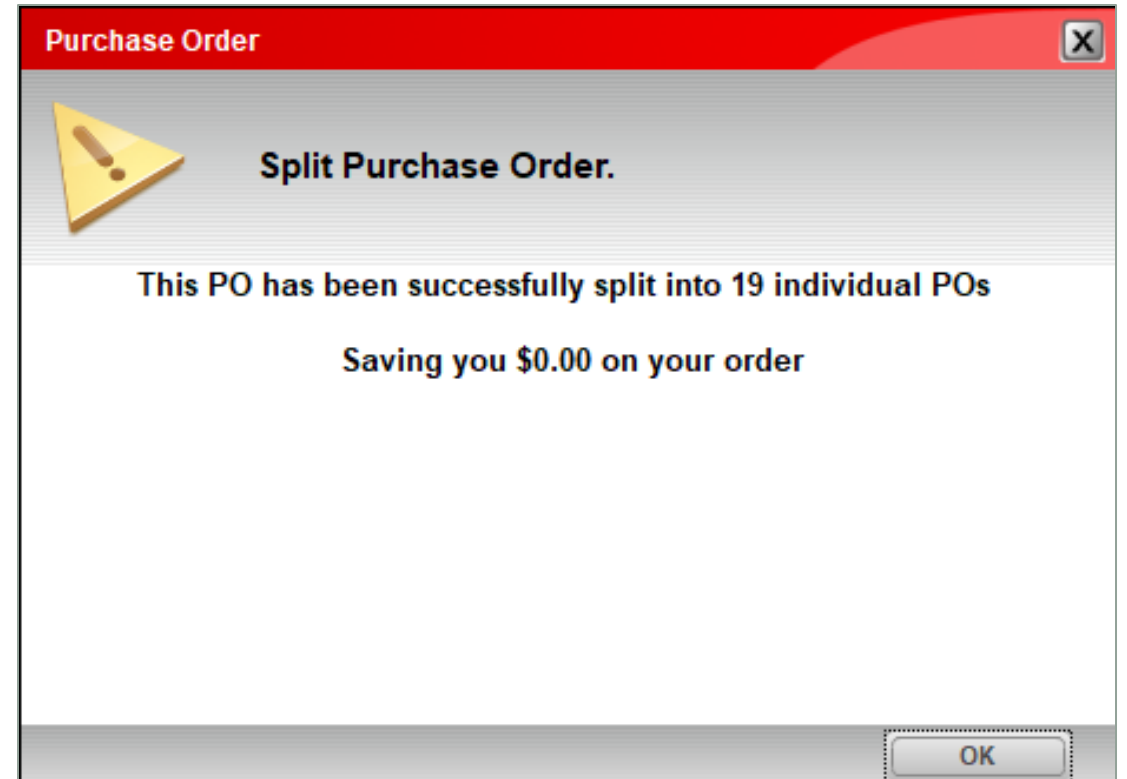 Purchase Order
X
Split Purchase Order.
This PO has been successfully split into 19 individual POs
Saving you $0.00 on your order
OK